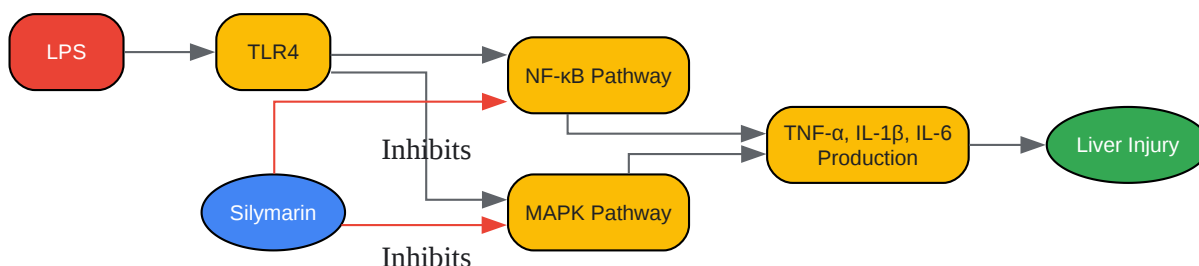 LPS
TLR4
NF-κB Pathway
Inhibits
TNF-α, IL-1β, IL-6
Production
Liver Injury
Silymarin
MAPK Pathway
Inhibits